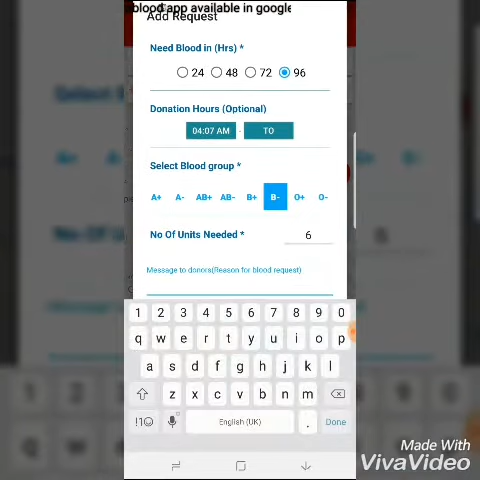 blood app available in google
Add Request
Need Blood in (Hrs) *
24 48 72 96
Donation Hours (Optional)
04:07 AM - TO
Select Blood group *
A+ A- AB+ AB- B+ B- O+ O-
No Of Units Needed * 6
Message to donors(Reason for blood request)
1 2 3 4 5 6 7 8 9 0
q w e r t y u i o p
a s d f g h j k l
z x c v b n m
!1☺ English (UK) . Done
Made With
VivaVideo